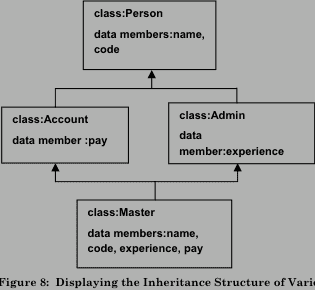 class:Person
data members:name,
code
class:Account
data member :pay
class:Admin
data
member:experience
class:Master
data members:name,
code, experience, pay
Figure 8: Displaying the Inheritance Structure of